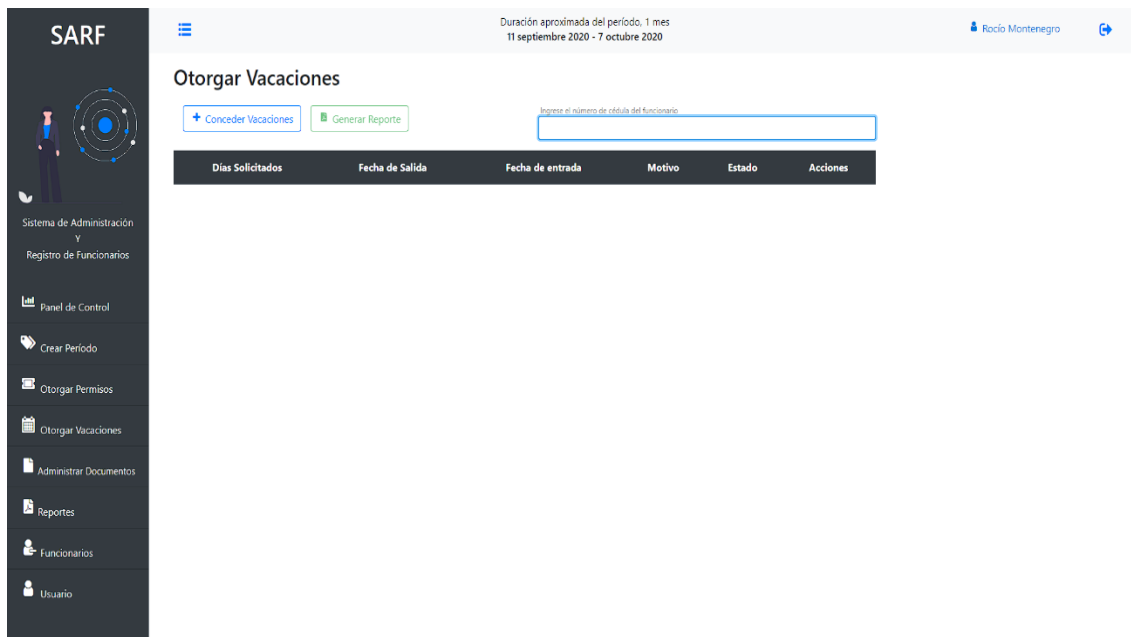 SARF
Sistema de Administración
Y
Registro de Funcionarios
Panel de Control
Crear Período
Otorgar Permisos
Otorgar Vacaciones
Administrar Documentos
Reportes
Funcionarios
Usuario
Duración aproximada del período, 1 mes
11 septiembre 2020 - 7 octubre 2020
Rocío Montenegro
Otorgar Vacaciones
+ Conceder Vacaciones
Generar Reporte
Ingrese el número de cédula del funcionario
Días Solicitados Fecha de Salida Fecha de entrada Motivo Estado Acciones